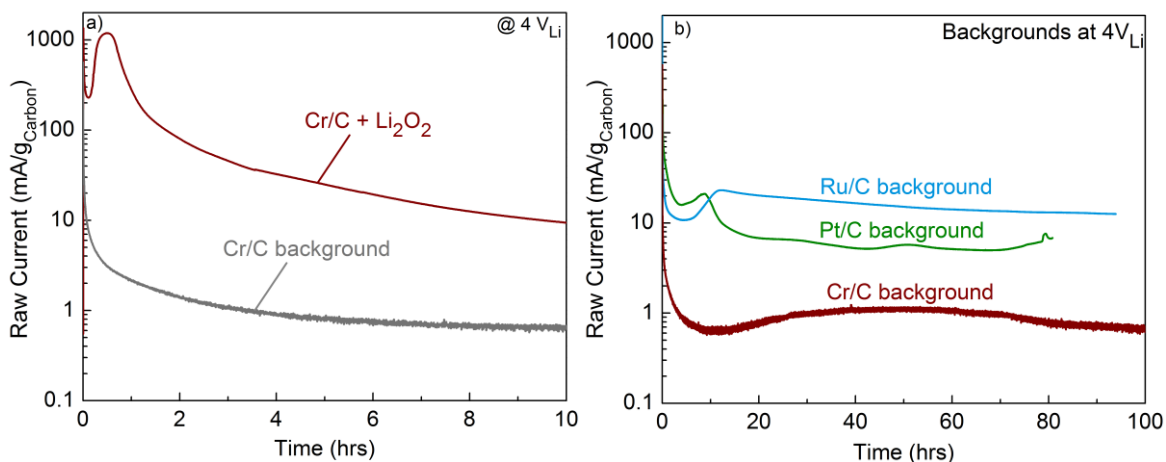 a)
@ 4 V_Li
Raw Current (mA/g_Carbon)
1000
100
10
1
0.1
Cr/C + Li₂O₂
Cr/C background
0 2 4 6 8 10
Time (hrs)
b)
Backgrounds at 4V_Li
Raw Current (mA/g_Carbon)
1000
100
10
1
0.1
Ru/C background
Pt/C background
Cr/C background
0 20 40 60 80 100
Time (hrs)